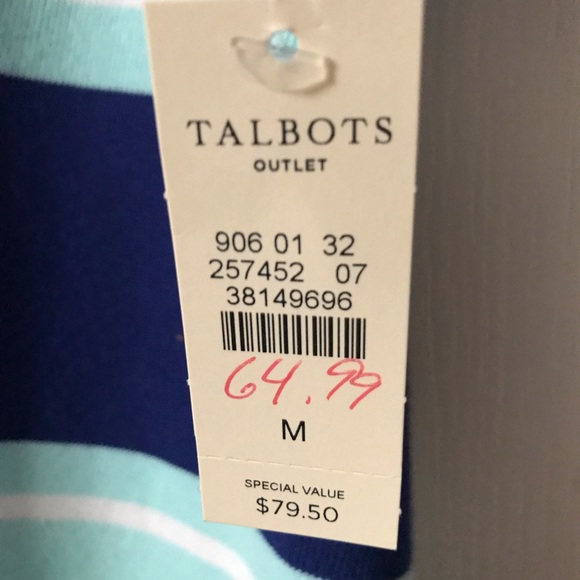 TALBOTS
OUTLET
906 01 32
257452 07
38149696
64.99
M
SPECIAL VALUE
$79.50